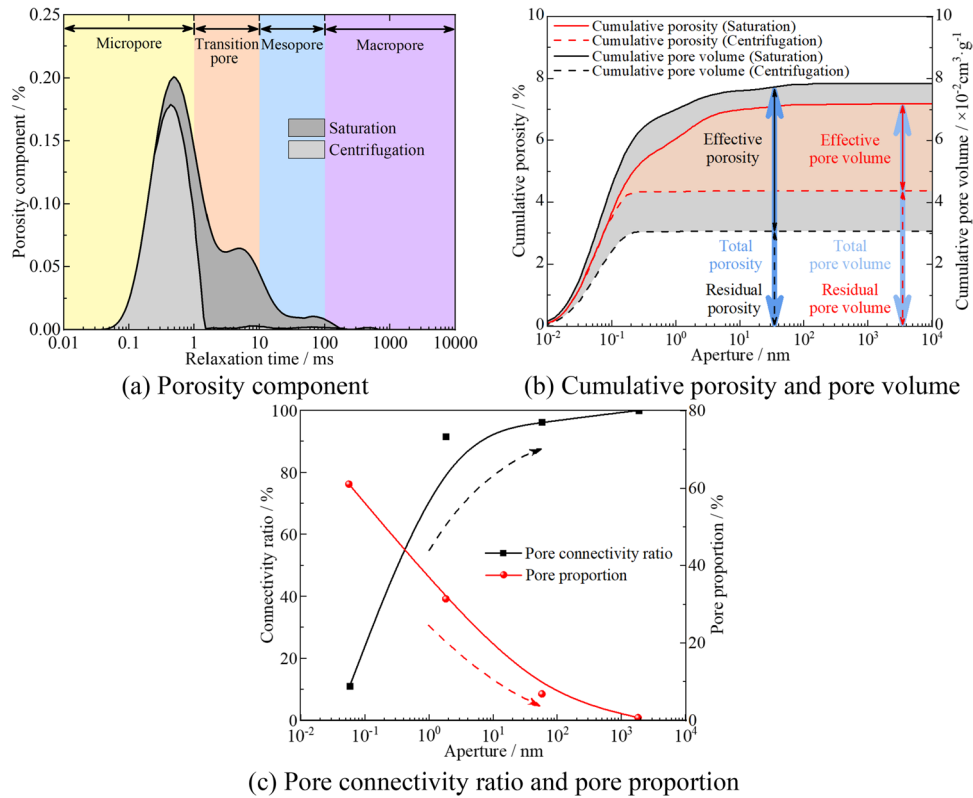 Micropore
Transition
pore
Mesopore
Macropore
0.20
0.15
0.10
0.05
0.00
Porosity component / %
Saturation
Centrifugation
0.01
0.1
1
10
100
1000
10000
Relaxation time / ms
(a) Porosity component
Cumulative porosity (Saturation)
Cumulative porosity (Centrifugation)
Cumulative pore volume (Saturation)
Cumulative pore volume (Centrifugation)
10
8
6
4
2
0
Cumulative porosity / %
10
8
6
4
2
0
Cumulative pore volume / ×10⁻²cm³·g⁻¹
Effective
porosity
Effective
pore volume
Total
porosity
Total
pore volume
Residual
porosity
Residual
pore volume
10⁻²
10⁻¹
10⁰
10¹
10²
10³
10⁴
Aperture / nm
(b) Cumulative porosity and pore volume
100
80
60
40
20
0
Connectivity ratio / %
80
60
40
20
0
Pore proportion / %
Pore connectivity ratio
Pore proportion
10⁻²
10⁻¹
10⁰
10¹
10²
10³
10⁴
Aperture / nm
(c) Pore connectivity ratio and pore proportion